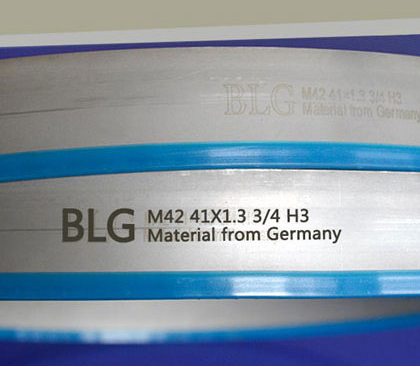 BLG M42 41x1.3 3/4 H3
Material from Germany
BLG M42 41X1.3 3/4 H3
Material from Germany